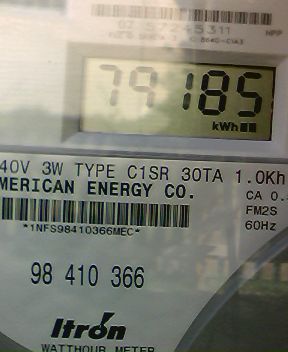 79185
kWh
40V 3W TYPE C1SR 30TA 1.0Kh
MERICAN ENERGY CO.
CA 0.
FM2S
*1NFS98410366MEC*
60Hz
98 410 366
Itrón
WATTHOUR METER